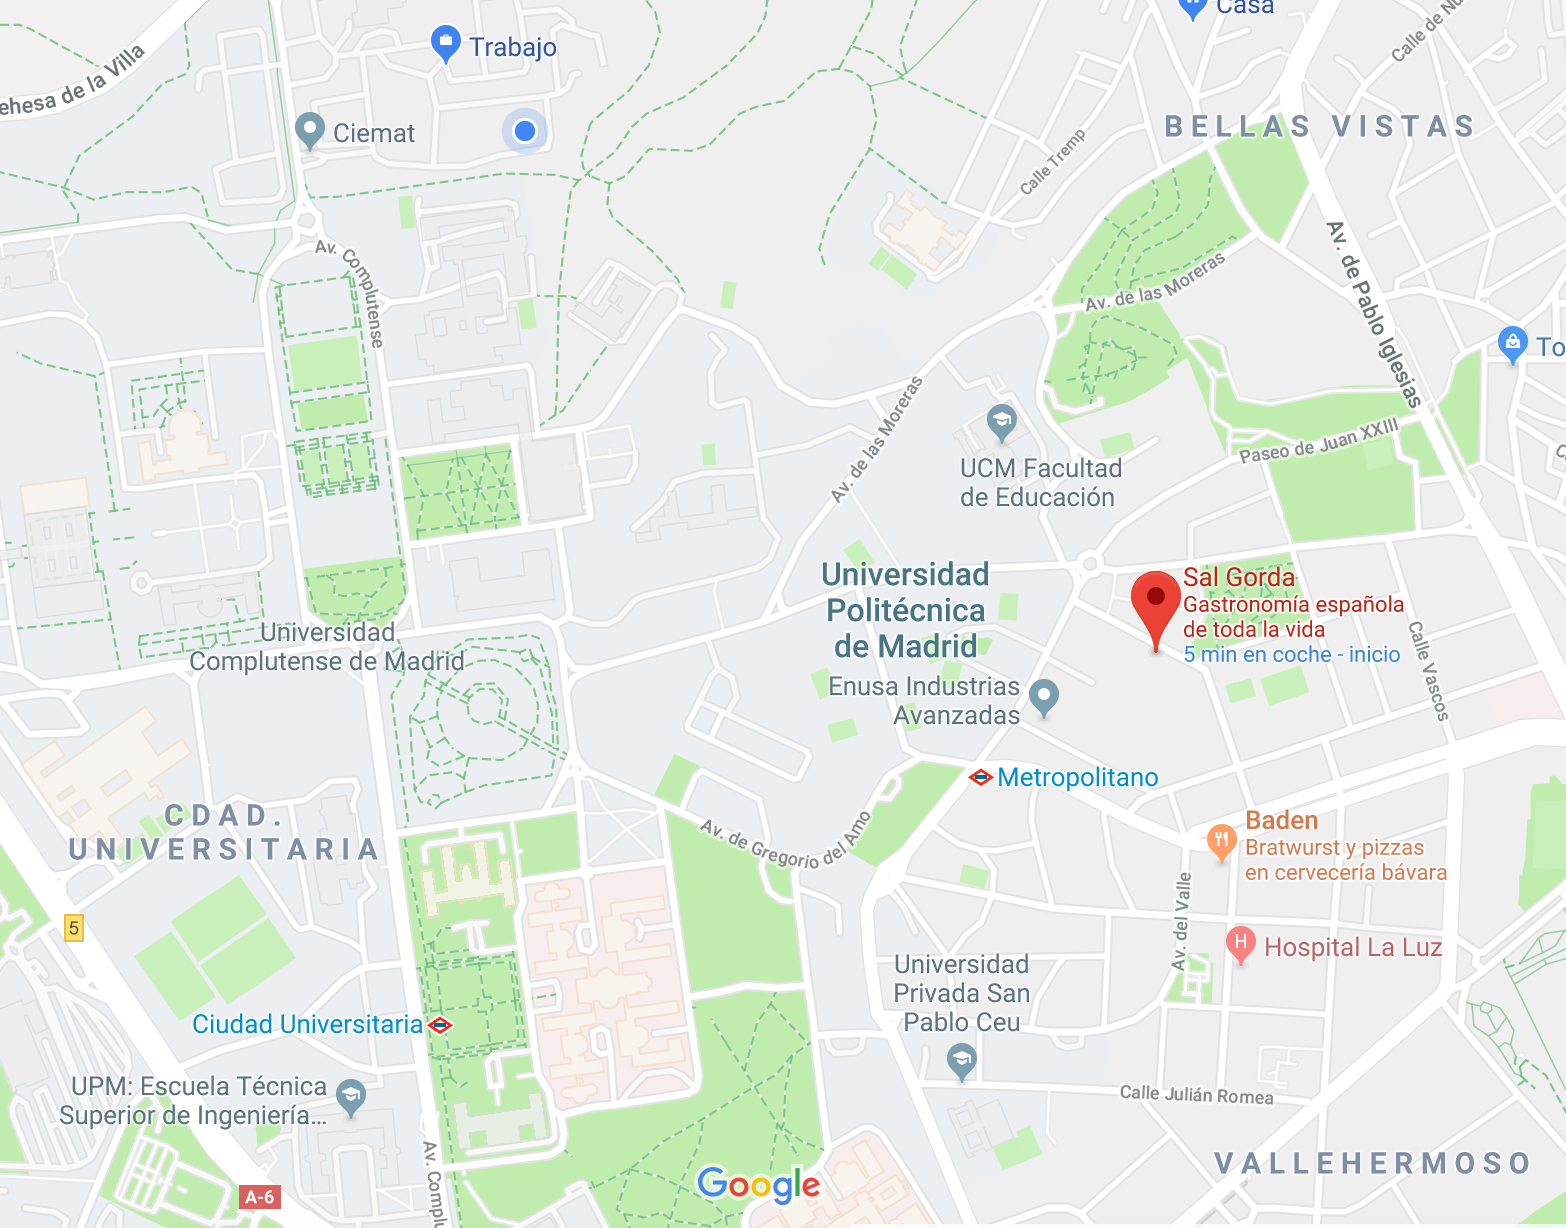 Casa
Calle de Nu
Trabajo
ehesa de la Villa
Ciemat
BELLAS VISTAS
Calle Tremp
Av. Complutense
Av. de las Moreras
Av. de Pablo Iglesias
To
Av. de las Moreras
Paseo de Juan XXIII
UCM Facultad
de Educación
Universidad
Politécnica
de Madrid
Sal Gorda
Gastronomía española
de toda la vida
5 min en coche - inicio
Calle Vascos
Universidad
Complutense de Madrid
Enusa Industrias
Avanzadas
Metropolitano
CDAD.
UNIVERSITARIA
Av. de Gregorio del Amo
Baden
Bratwurst y pizzas
en cervecería bávara
5
Av. del Valle
H
Hospital La Luz
Universidad
Privada San
Pablo Ceu
Ciudad Universitaria
UPM: Escuela Técnica
Superior de Ingeniería...
Calle Julián Romea
Av. Complu
VALLEHERMOSO
Google
A-6